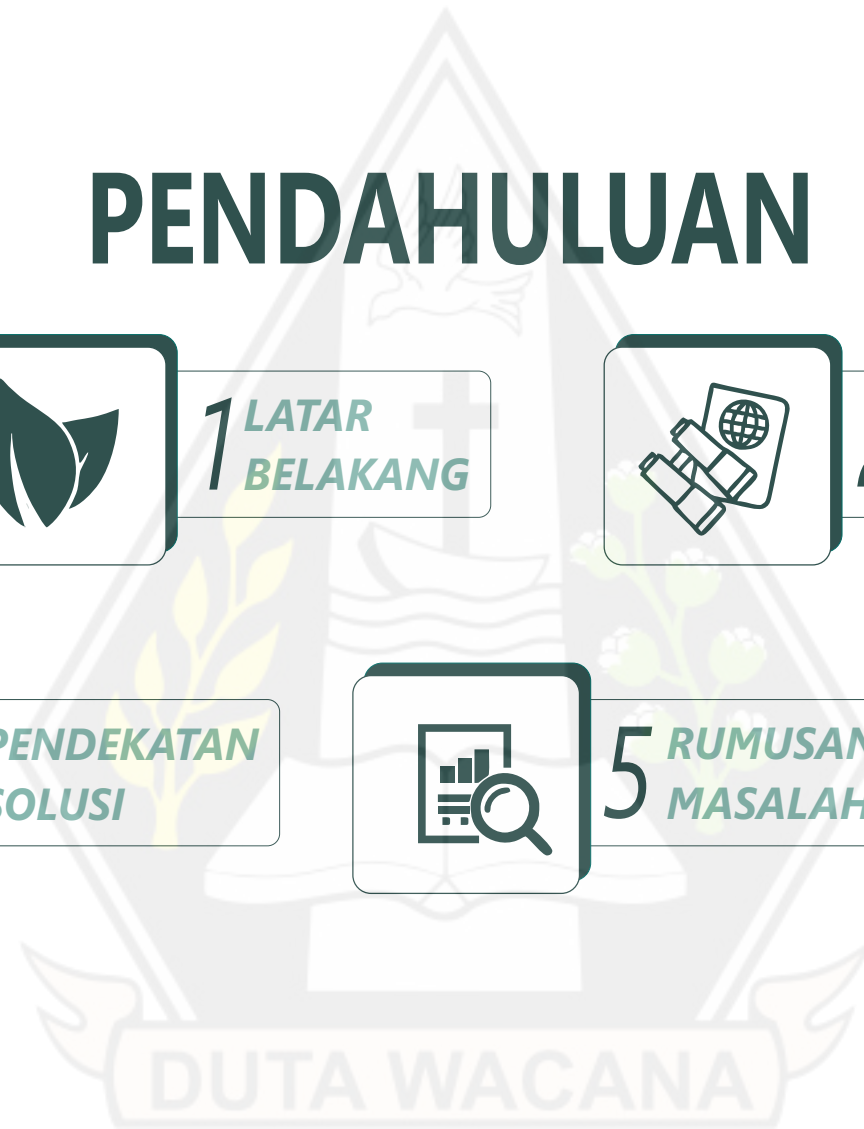 PENDAHULUAN
1 LATAR
BELAKANG
PENDEKATAN
SOLUSI
5 RUMUSAN
MASALAH
DUTA WACANA